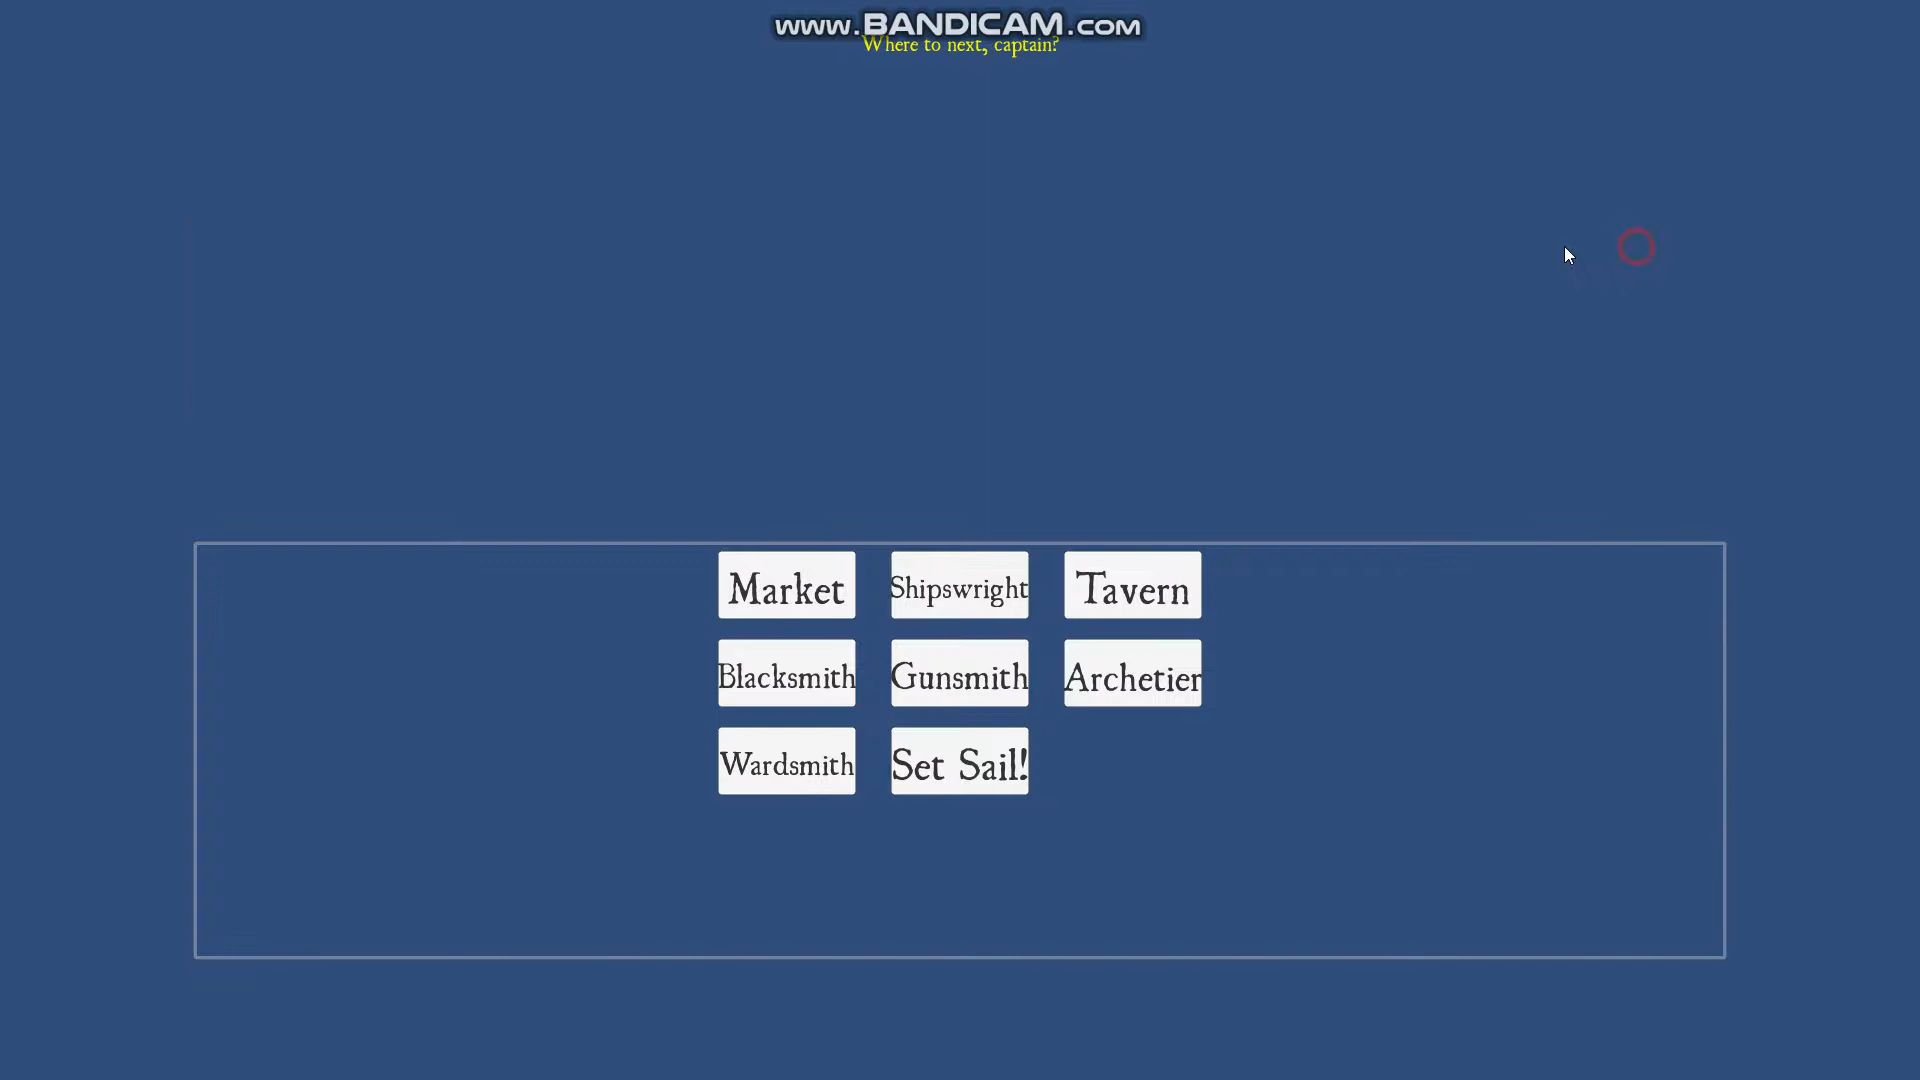 www.BANDICAM.com
Where to next, captain?
Market Shipswright Tavern
Blacksmith Gunsmith Archetier
Wardsmith Set Sail!